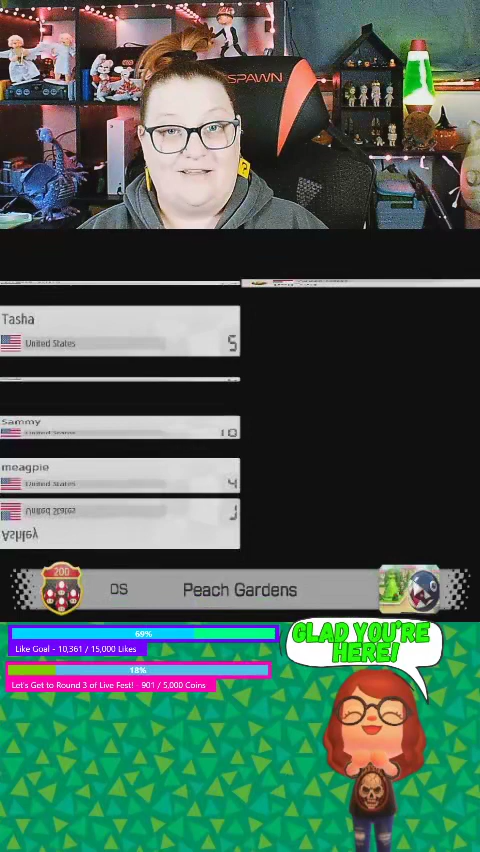 SPAWN
Tasha
United States
5
Sammy
United States
10
meagpie
United States
4
United States
Ashley
200
DS
Peach Gardens
69%
Like Goal - 10,361 / 15,000 Likes
18%
Let's Get to Round 3 of Live Fest! - 901 / 5,000 Coins
GLAD YOU'RE
HERE!